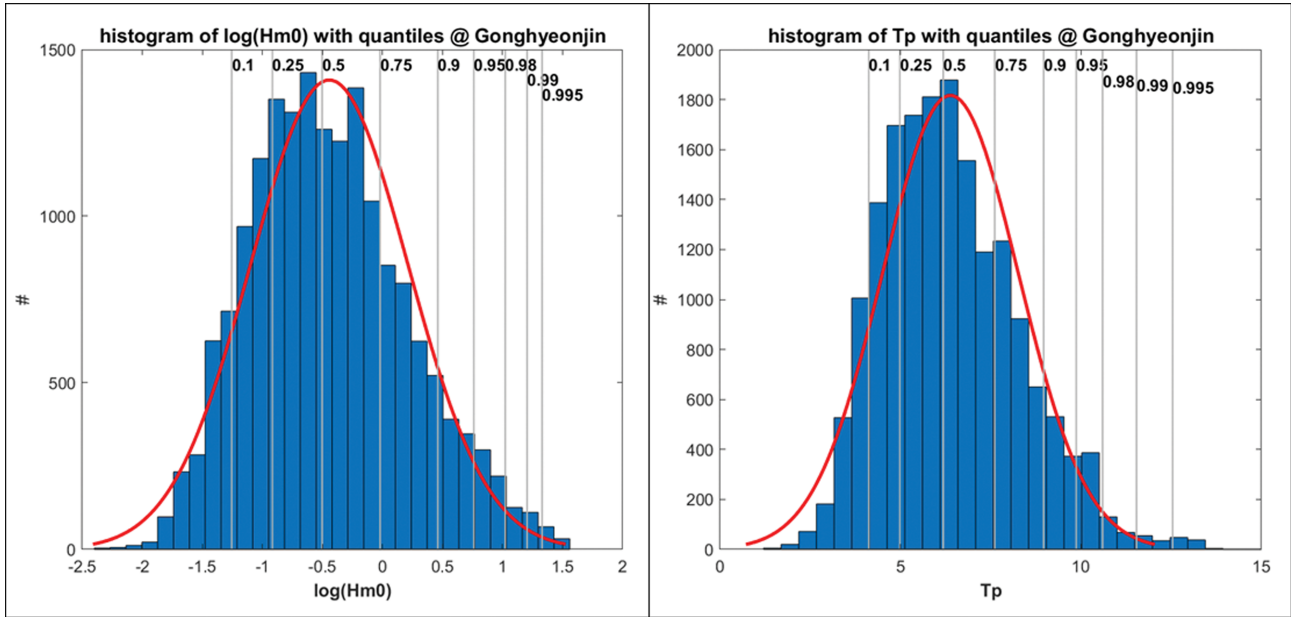 histogram of log(Hm0) with quantiles @ Gonghyeonjin
1500
1000
500
0
#
0.1 0.25 0.5 0.75 0.9 0.95 0.98
0.99
0.995
-2.5 -2 -1.5 -1 -0.5 0 0.5 1 1.5 2
log(Hm0)
histogram of Tp with quantiles @ Gonghyeonjin
2000
1800
1600
1400
1200
1000
800
600
400
200
0
#
0.1 0.25 0.5 0.75 0.9 0.95
0.98 0.99 0.995
0 5 10 15
Tp